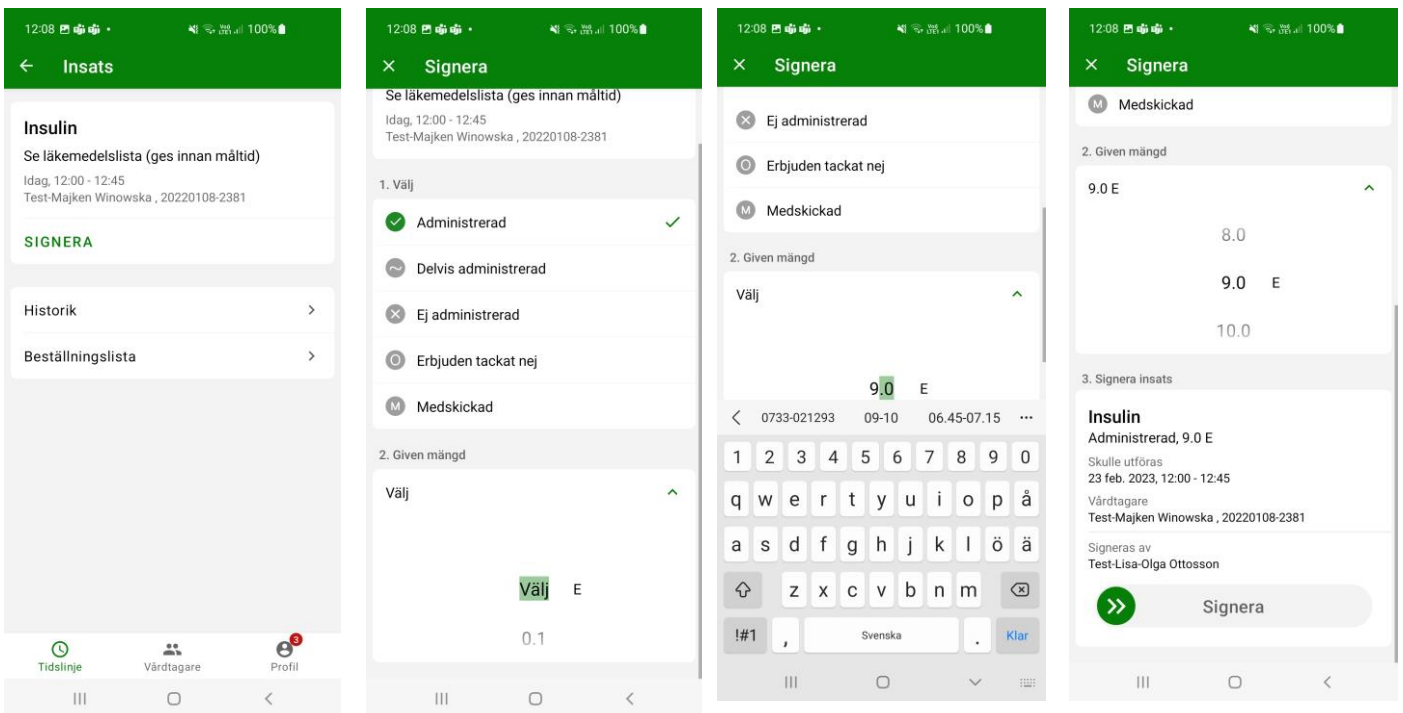 12:08 100%
Insats
Insulin
Se läkemedelslista (ges innan måltid)
Idag, 12:00 - 12:45
Test-Majken Winowska , 20220108-2381
SIGNERA
Historik
Beställningslista
3
Tidslinje Vårdtagare Profil
12:08 100%
Signera
Se läkemedelslista (ges innan måltid)
Idag, 12:00 - 12:45
Test-Majken Winowska , 20220108-2381
1. Välj
Administrerad
Delvis administrerad
Ej administrerad
O Erbjuden tackat nej
M Medskickad
2. Given mängd
Välj
Välj E
0.1
12:08 100%
Signera
Ej administrerad
O Erbjuden tackat nej
M Medskickad
2. Given mängd
Välj
9.0 E
0733-021293 09-10 06.45-07.15 ...
1 2 3 4 5 6 7 8 9 0
q w e r t y u i o p å
a s d f g h j k l ö ä
z x c v b n m
!#1 , Svenska . Klar
12:08 100%
Signera
M Medskickad
2. Given mängd
9.0 E
8.0
9.0 E
10.0
3. Signera insats
Insulin
Administrerad, 9.0 E
Skulle utföras
23 feb. 2023, 12:00 - 12:45
Vårdtagare
Test-Majken Winowska , 20220108-2381
Signeras av
Test-Lisa-Olga Ottosson
Signera